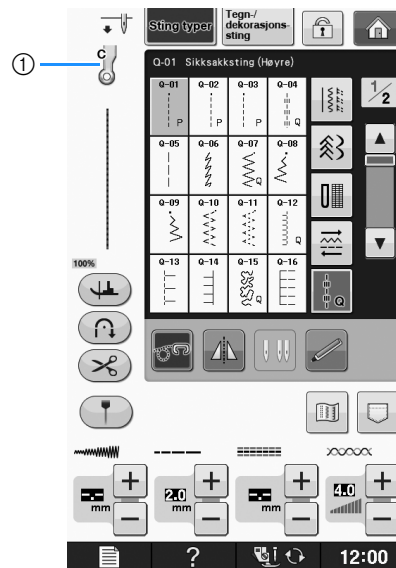 Sting typer
Tegn-/
dekorasjons-
sting
C
1
Q-01 Sikksakksting (Høyre)
1/2
Q-01 Q-02 Q-03 Q-04
P P P Q
Q-05 Q-06 Q-07 Q-08
Q
Q-09 Q-10 Q-11 Q-12
Q
Q-13 Q-14 Q-15 Q-16
Q
Q
100%
2.0 4.0
mm mm mm
? 12:00